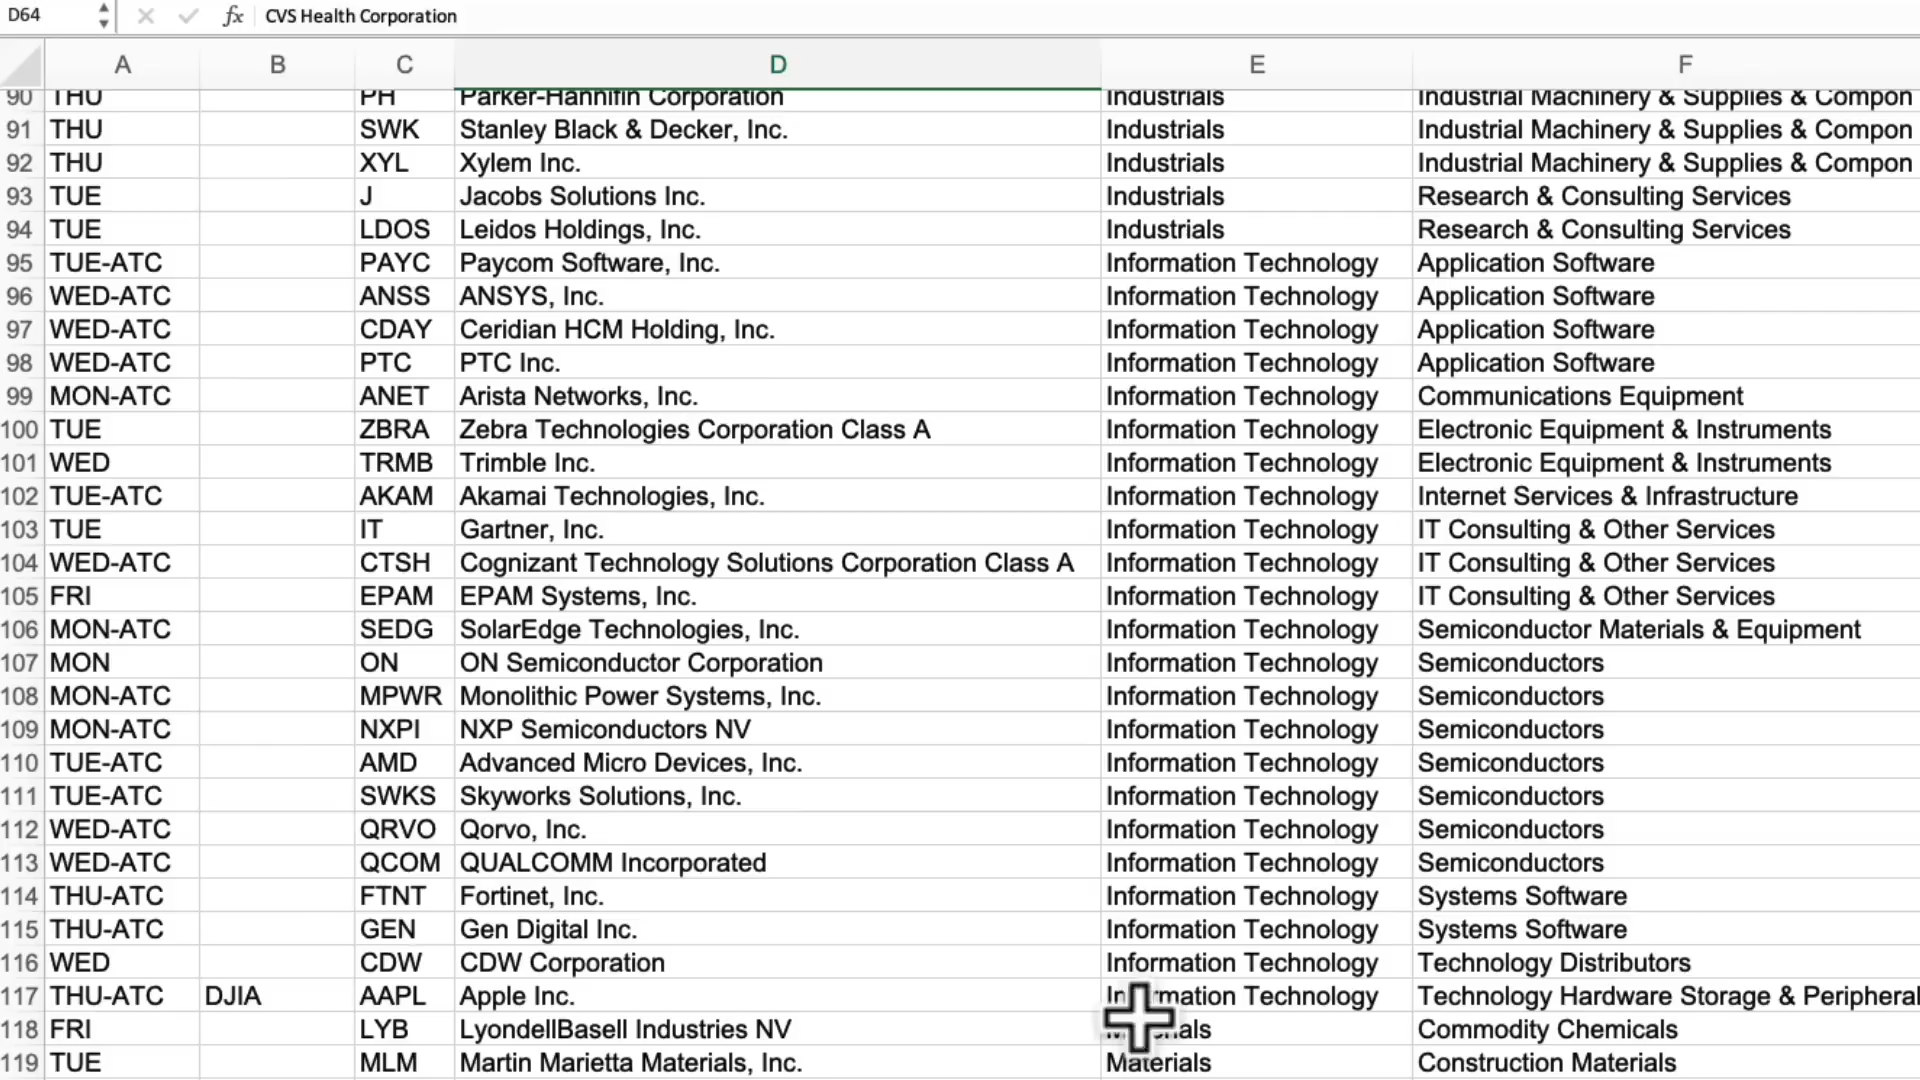 D64 fx CVS Health Corporation
A B C D E F
90 THU PH Parker-Hannifin Corporation Industrials Industrial Machinery & Supplies & Compon
91 THU SWK Stanley Black & Decker, Inc. Industrials Industrial Machinery & Supplies & Compon
92 THU XYL Xylem Inc. Industrials Industrial Machinery & Supplies & Compon
93 TUE J Jacobs Solutions Inc. Industrials Research & Consulting Services
94 TUE LDOS Leidos Holdings, Inc. Industrials Research & Consulting Services
95 TUE-ATC PAYC Paycom Software, Inc. Information Technology Application Software
96 WED-ATC ANSS ANSYS, Inc. Information Technology Application Software
97 WED-ATC CDAY Ceridian HCM Holding, Inc. Information Technology Application Software
98 WED-ATC PTC PTC Inc. Information Technology Application Software
99 MON-ATC ANET Arista Networks, Inc. Information Technology Communications Equipment
100 TUE ZBRA Zebra Technologies Corporation Class A Information Technology Electronic Equipment & Instruments
101 WED TRMB Trimble Inc. Information Technology Electronic Equipment & Instruments
102 TUE-ATC AKAM Akamai Technologies, Inc. Information Technology Internet Services & Infrastructure
103 TUE IT Gartner, Inc. Information Technology IT Consulting & Other Services
104 WED-ATC CTSH Cognizant Technology Solutions Corporation Class A Information Technology IT Consulting & Other Services
105 FRI EPAM EPAM Systems, Inc. Information Technology IT Consulting & Other Services
106 MON-ATC SEDG SolarEdge Technologies, Inc. Information Technology Semiconductor Materials & Equipment
107 MON ON ON Semiconductor Corporation Information Technology Semiconductors
108 MON-ATC MPWR Monolithic Power Systems, Inc. Information Technology Semiconductors
109 MON-ATC NXPI NXP Semiconductors NV Information Technology Semiconductors
110 TUE-ATC AMD Advanced Micro Devices, Inc. Information Technology Semiconductors
111 TUE-ATC SWKS Skyworks Solutions, Inc. Information Technology Semiconductors
112 WED-ATC QRVO Qorvo, Inc. Information Technology Semiconductors
113 WED-ATC QCOM QUALCOMM Incorporated Information Technology Semiconductors
114 THU-ATC FTNT Fortinet, Inc. Information Technology Systems Software
115 THU-ATC GEN Gen Digital Inc. Information Technology Systems Software
116 WED CDW CDW Corporation Information Technology Technology Distributors
117 THU-ATC DJIA AAPL Apple Inc. Information Technology Technology Hardware Storage & Peripheral
118 FRI LYB LyondellBasell Industries NV Materials Commodity Chemicals
119 TUE MLM Martin Marietta Materials, Inc. Materials Construction Materials